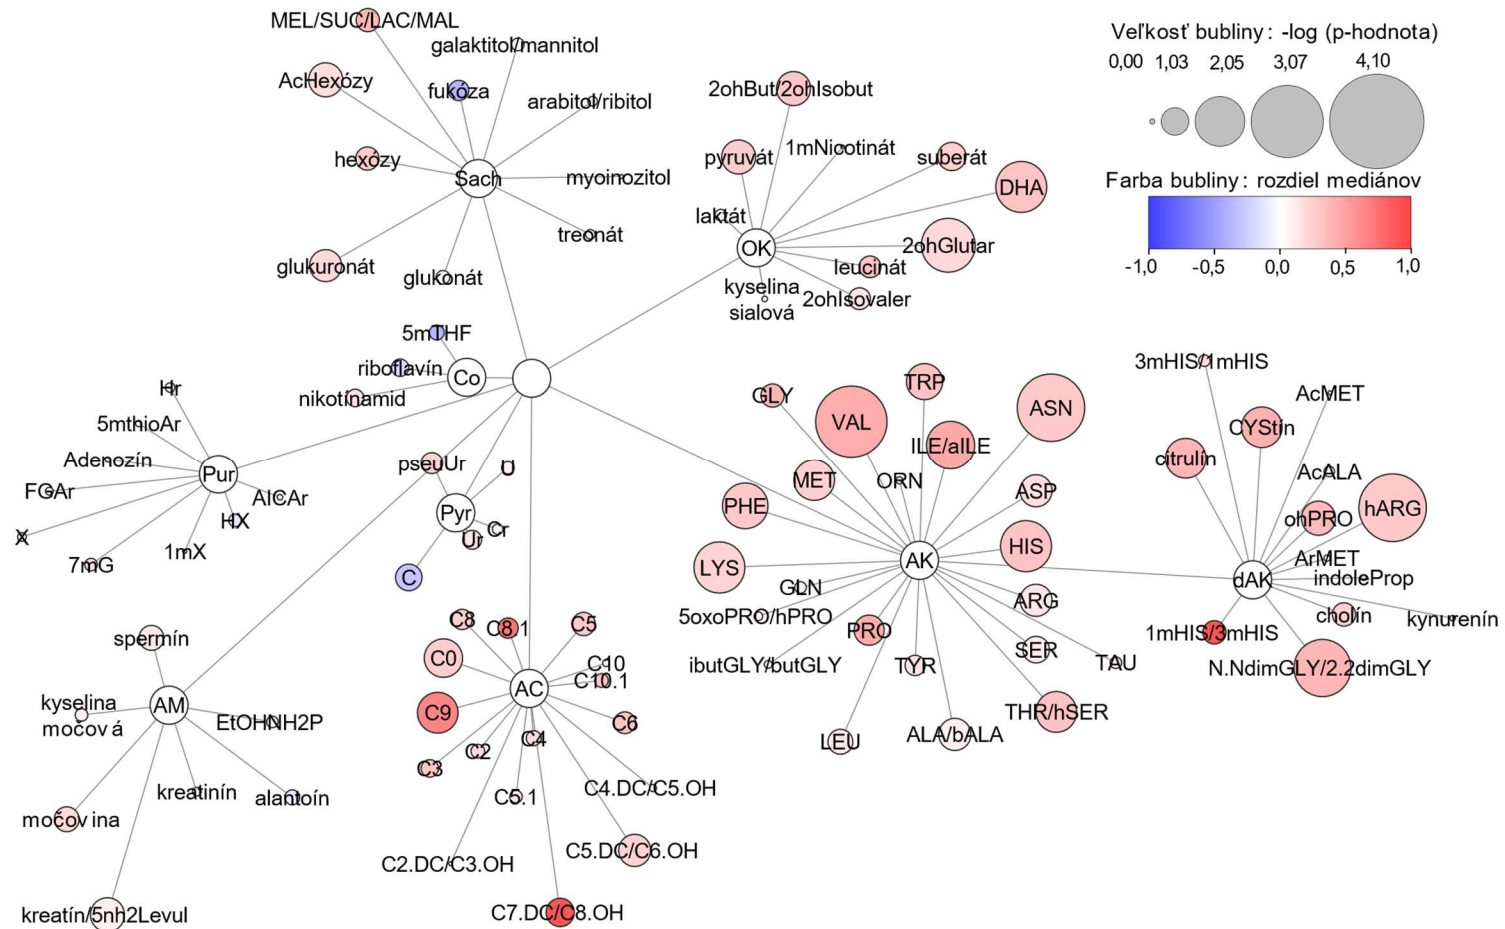 MEL/SUC/LAC/MAL
galaktitol/mannitol
AcHexózy
fukóza
arabitol/ribitol
hexózy
Sach
myoinozitol
treonát
glukuronát
glukonát
2ohBut/2ohIsobut
pyruvát
1mNicotinát
suberát
DHA
laktát
OK
2ohGlutar
leucinát
kyselina
sialová
2ohIsovaler
Veľkosť bubliny: -log (p-hodnota)
0,00 1,03 2,05 3,07 4,10
Farba bubliny: rozdiel mediánov
-1,0 -0,5 0,0 0,5 1,0
5mTHF
riboflavín
Co
nikotínamid
Hr
5mthioAr
Adenozín
Pur
FGAr
AICAr
X
HX
1mX
7mG
pseuUr
U
Pyr
Cr
Ur
C
GLY
TRP
VAL
ASN
ILE/aILE
MET
ORN
ASP
PHE
HIS
LYS
AK
GLN
5oxoPRO/hPRO
ARG
PRO
SER
ibutGLY/butGLY
TYR
TAU
THR/hSER
LEU
ALA/bALA
3mHIS/1mHIS
AcMET
CYStín
citrulín
AcALA
hARG
ohPRO
ArMET
dAK
indoleProp
cholín
kynurenín
1mHIS/3mHIS
N.NdimGLY/2.2dimGLY
spermín
kyselina
močová
AM
EtOHNH2P
kreatinín
alantoín
močovina
kreatín/5nh2Levul
C8
C8.1
C5
C0
C10
C10.1
AC
C9
C6
C4
C2
C3
C5.1
C4.DC/C5.OH
C2.DC/C3.OH
C5.DC/C6.OH
C7.DC/C8.OH